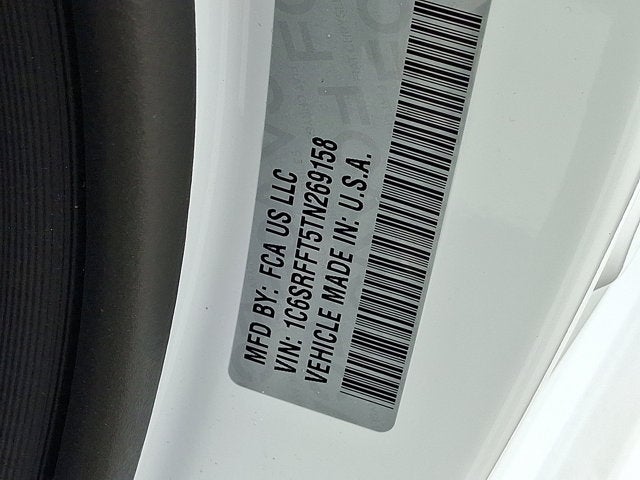 MFD BY: FCA US LLC
VIN: 1C6SRFFT5TN269158
VEHICLE MADE IN: U.S.A.